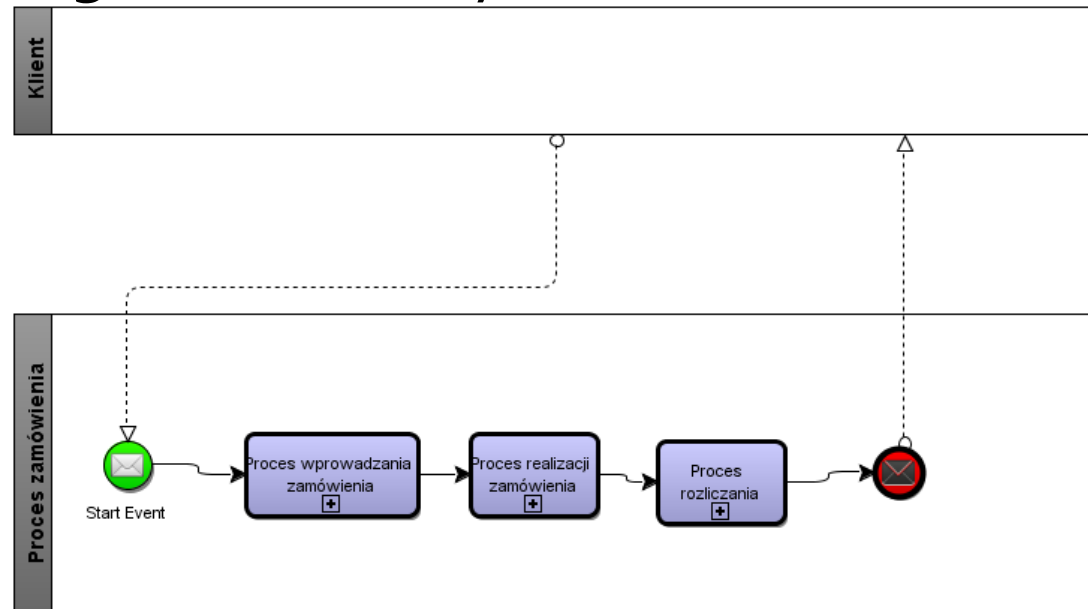 Klient
Proces zamówienia
Start Event
Proces wprowadzania
zamówienia
Proces realizacji
zamówienia
Proces
rozliczania